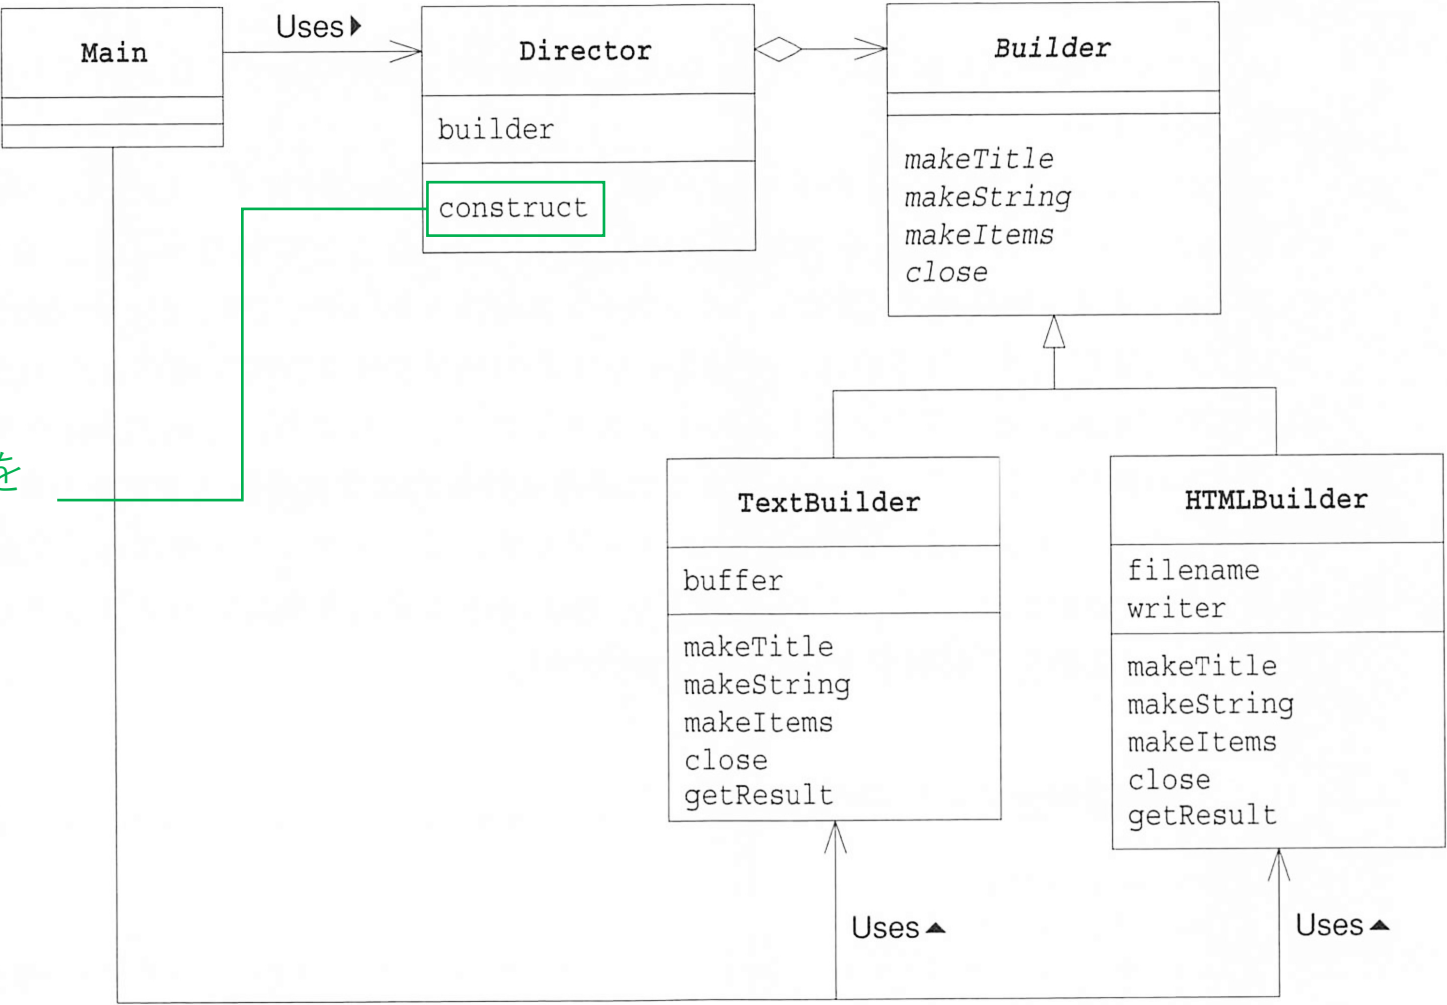 Main
Uses
Director
builder
construct
Builder
makeTitle
makeString
makeItems
close
TextBuilder
buffer
makeTitle
makeString
makeItems
close
getResult
HTMLBuilder
filename
writer
makeTitle
makeString
makeItems
close
getResult
Uses
Uses